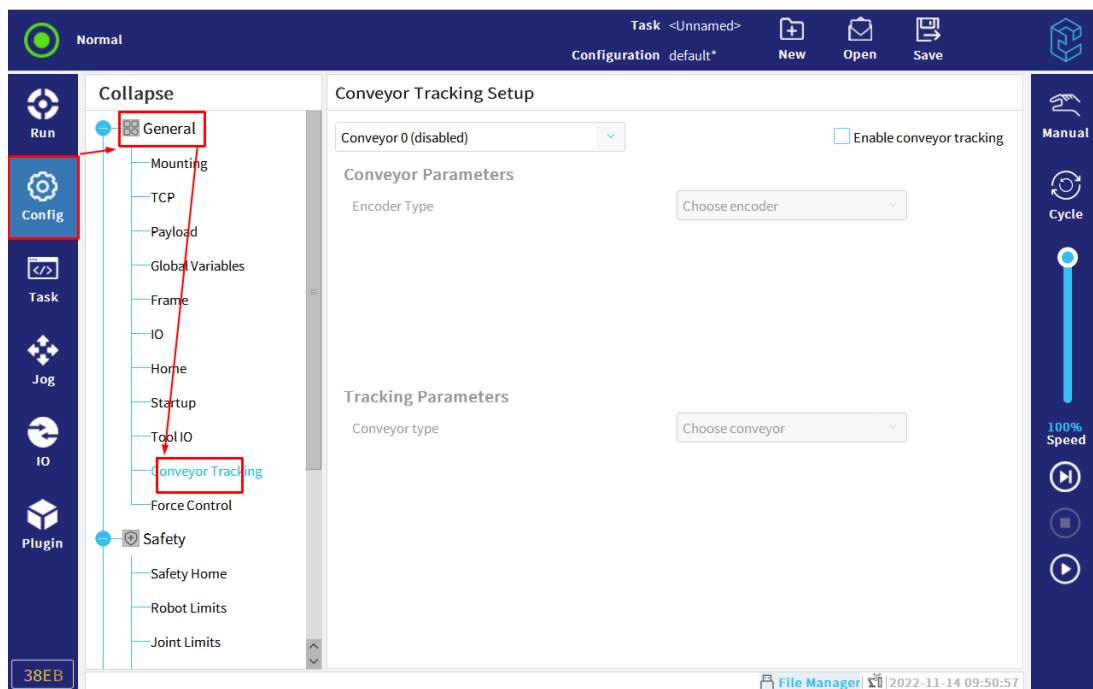 Normal
Task <Unnamed>
Configuration default*
New
Open
Save
Run
Config
Task
Jog
IO
Plugin
38EB
Collapse
General
Mounting
TCP
Payload
Global Variables
Frame
IO
Home
Startup
Tool IO
Conveyor Tracking
Force Control
Safety
Safety Home
Robot Limits
Joint Limits
Conveyor Tracking Setup
Conveyor 0 (disabled)
Enable conveyor tracking
Conveyor Parameters
Encoder Type
Choose encoder
Tracking Parameters
Conveyor type
Choose conveyor
Manual
Cycle
100%
Speed
File Manager
2022-11-14 09:50:57